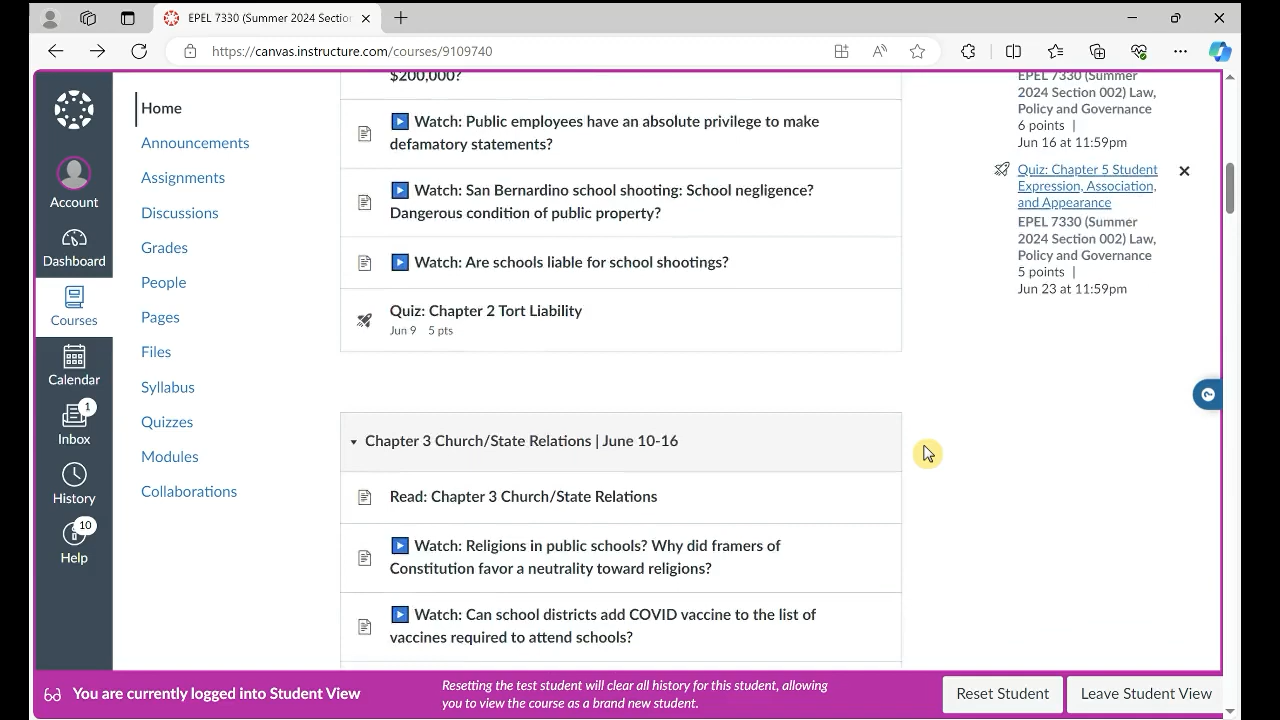 EPEL 7330 (Summer 2024 Sectio
https://canvas.instructure.com/courses/9109740
Account
Dashboard
Courses
Calendar
1
Inbox
History
10
Help
Home
Announcements
Assignments
Discussions
Grades
People
Pages
Files
Syllabus
Quizzes
Modules
Collaborations
$200,000?
Watch: Public employees have an absolute privilege to make
defamatory statements?
Watch: San Bernardino school shooting: School negligence?
Dangerous condition of public property?
Watch: Are schools liable for school shootings?
Quiz: Chapter 2 Tort Liability
Jun 9 5 pts
Chapter 3 Church/State Relations | June 10-16
Read: Chapter 3 Church/State Relations
Watch: Religions in public schools? Why did framers of
Constitution favor a neutrality toward religions?
Watch: Can school districts add COVID vaccine to the list of
vaccines required to attend schools?
EPEL 7330 (Summer
2024 Section 002) Law,
Policy and Governance
6 points |
Jun 16 at 11:59pm
Quiz: Chapter 5 Student
Expression, Association,
and Appearance
EPEL 7330 (Summer
2024 Section 002) Law,
Policy and Governance
5 points |
Jun 23 at 11:59pm
You are currently logged into Student View
Resetting the test student will clear all history for this student, allowing
you to view the course as a brand new student.
Reset Student
Leave Student View